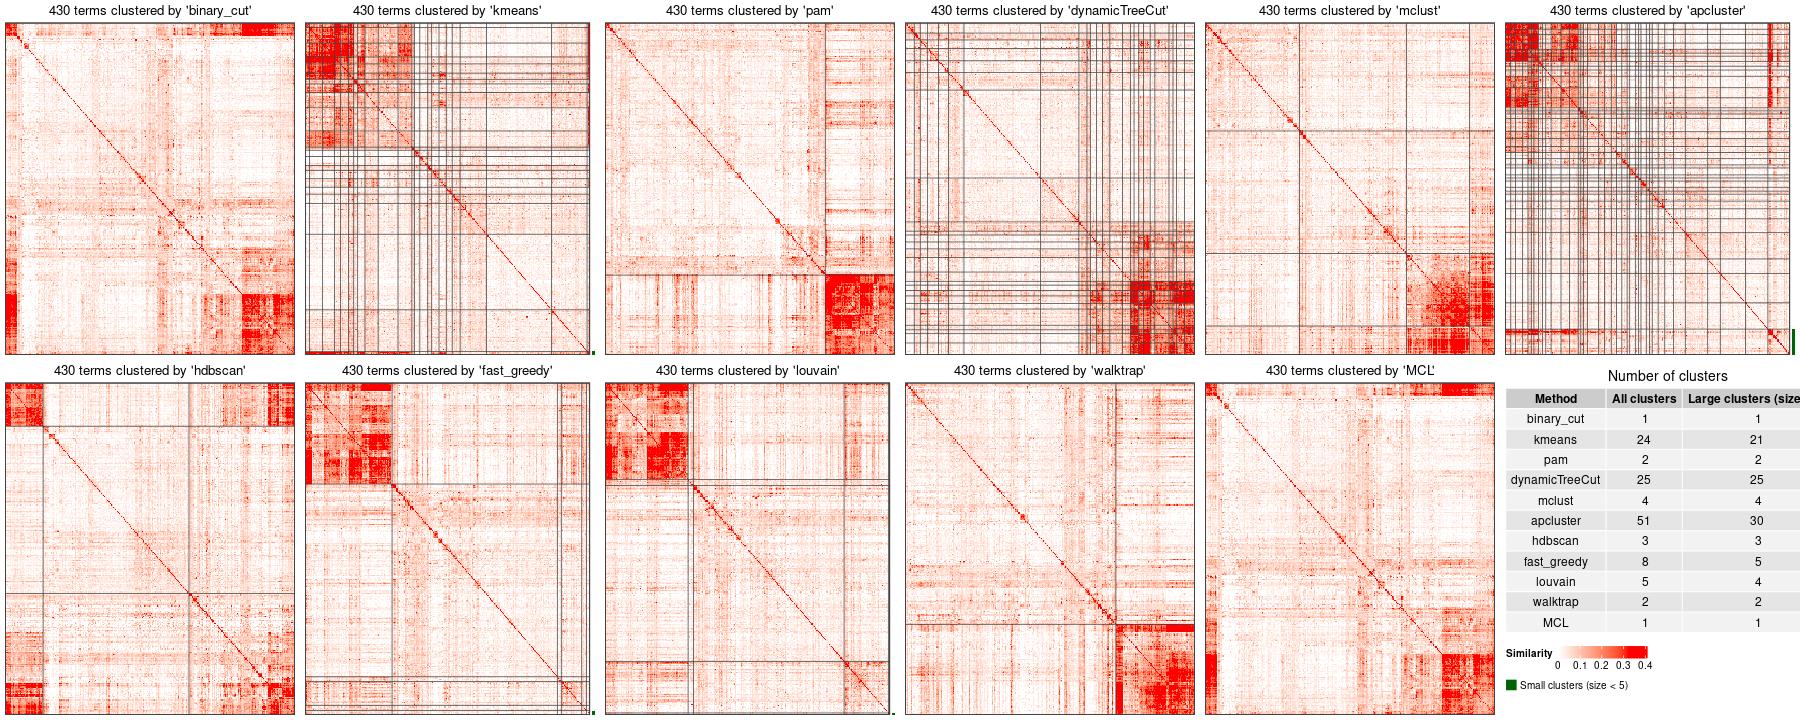 430 terms clustered by 'binary_cut'
430 terms clustered by 'kmeans'
430 terms clustered by 'pam'
430 terms clustered by 'dynamicTreeCut'
430 terms clustered by 'mclust'
430 terms clustered by 'apcluster'
430 terms clustered by 'hdbscan'
430 terms clustered by 'fast_greedy'
430 terms clustered by 'louvain'
430 terms clustered by 'walktrap'
430 terms clustered by 'MCL'
Number of clusters
Method All clusters Large clusters (size
binary_cut 1 1
kmeans 24 21
pam 2 2
dynamicTreeCut 25 25
mclust 4 4
apcluster 51 30
hdbscan 3 3
fast_greedy 8 5
louvain 5 4
walktrap 2 2
MCL 1 1
Similarity
0 0.1 0.2 0.3 0.4
Small clusters (size < 5)